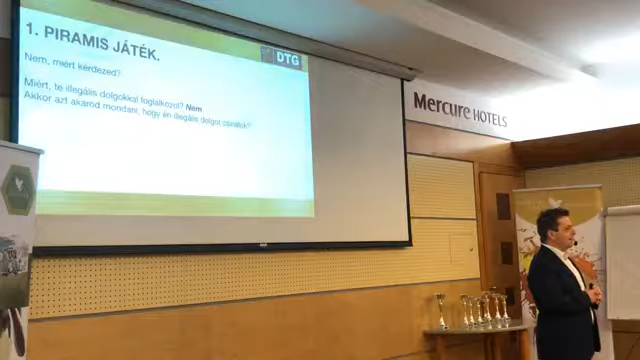 1. PIRAMIS JÁTÉK.
DTG
Nem, miért kérdezed?
Miért, te illegális dolgokkal foglalkozol? Nem.
Akkor azt akarod mondani, hogy én illegális dolgot csinálok?
Mercure HOTELS